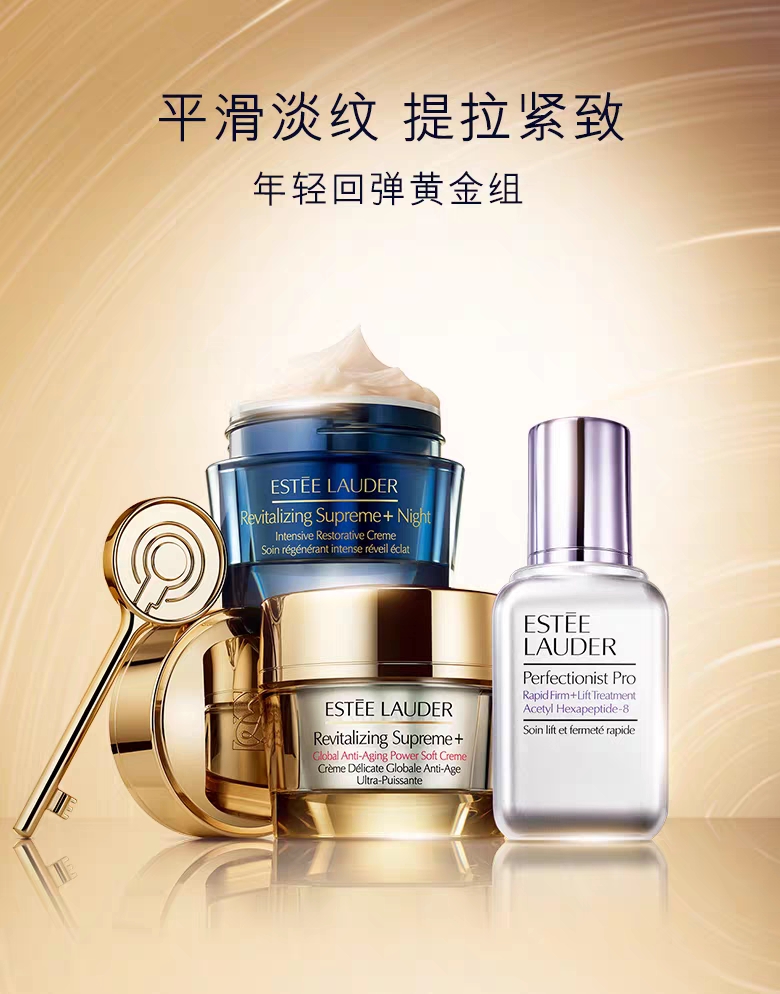 平滑淡纹 提拉紧致
年轻回弹黄金组
ESTĒE LAUDER
Revitalizing Supreme+ Night
Intensive Restorative Creme
Soin régénérant intense réveil éclat
ESTĒE LAUDER
Revitalizing Supreme+
Global Anti-Aging Power Soft Creme
Crème Délicate Globale Anti-Age
Ultra-Puissante
ESTĒE
LAUDER
Perfectionist Pro
Rapid Firm+Lift Treatment
Acetyl Hexapeptide-8
Soin lift et fermeté rapide